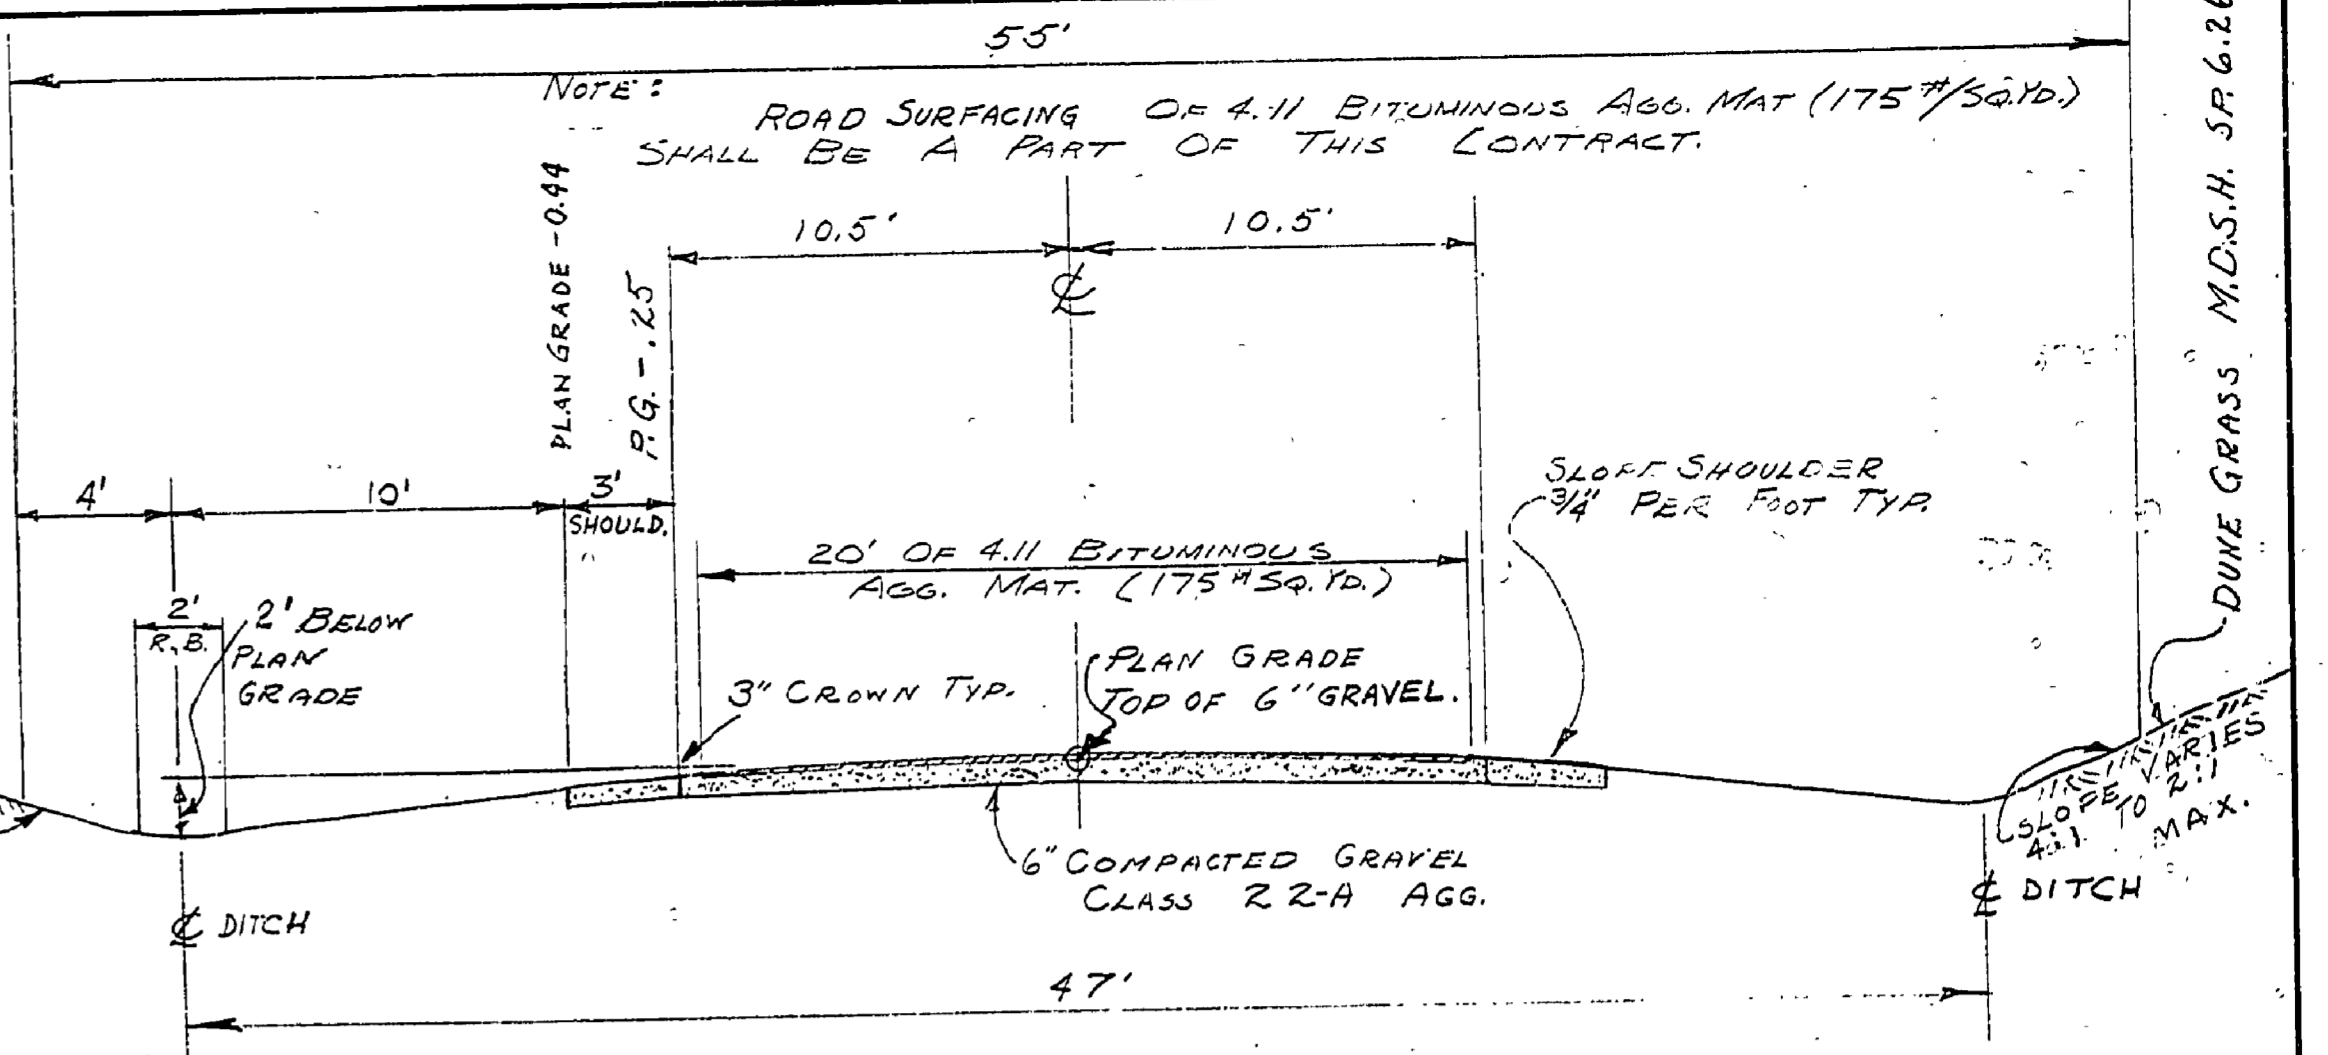 55'
NOTE:
ROAD SURFACING OF 4.11 BITUMINOUS AGG. MAT (175 #/SQ.YD.)
SHALL BE A PART OF THIS CONTRACT.
PLAN GRADE -0.44
P.G. -.25
10.5'
10.5'
℄
4'
10'
3'
SHOULD.
SLOPE SHOULDER
3/4" PER FOOT TYP.
20' OF 4.11 BITUMINOUS
AGG. MAT. (175 # SQ.YD.)
2'
R.B.
2' BELOW
PLAN
GRADE
3" CROWN TYP.
PLAN GRADE
TOP OF 6" GRAVEL.
DUNE GRASS M.D.S.H. SP. 6.26
SLOPE VARIES
4:1 TO 2:1
MAX.
6" COMPACTED GRAVEL
CLASS 22-A AGG.
℄ DITCH
℄ DITCH
47'